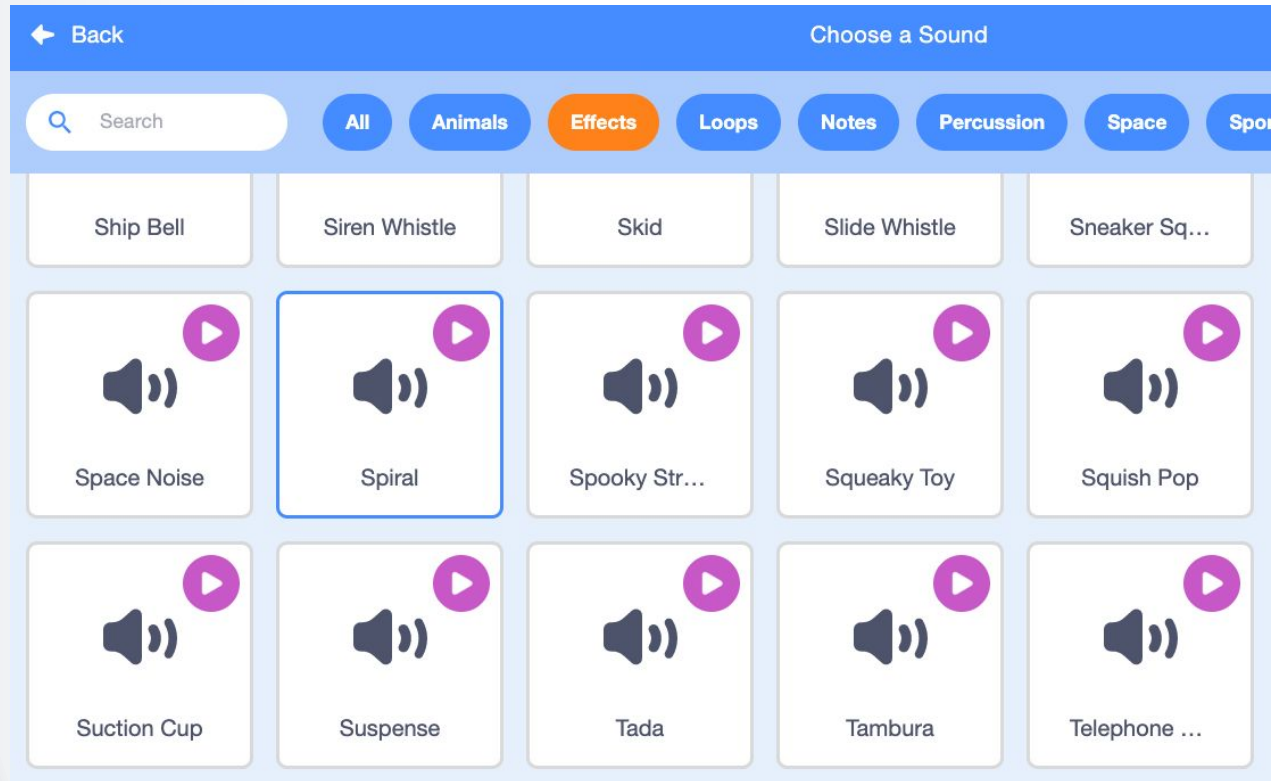 Back Choose a Sound
Search All Animals Effects Loops Notes Percussion Space Spor
Ship Bell Siren Whistle Skid Slide Whistle Sneaker Sq...
Space Noise Spiral Spooky Str... Squeaky Toy Squish Pop
Suction Cup Suspense Tada Tambura Telephone ...